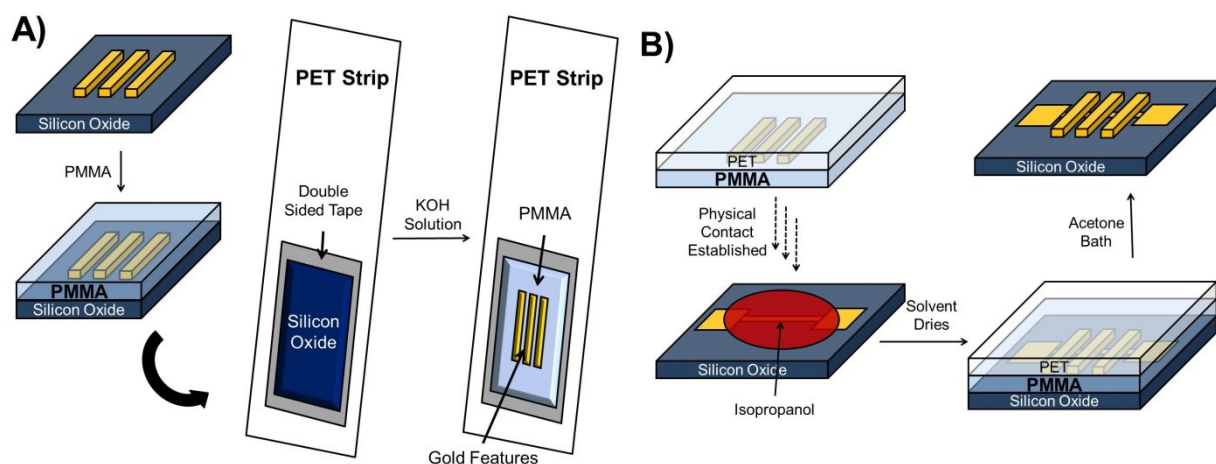 A)
Silicon Oxide
PMMA
PMMA
Silicon Oxide
PET Strip
Double
Sided Tape
Silicon
Oxide
KOH
Solution
PET Strip
PMMA
Gold Features
B)
PET
PMMA
Physical
Contact
Established
Silicon Oxide
Isopropanol
Solvent
Dries
PET
PMMA
Silicon Oxide
Acetone
Bath
Silicon Oxide